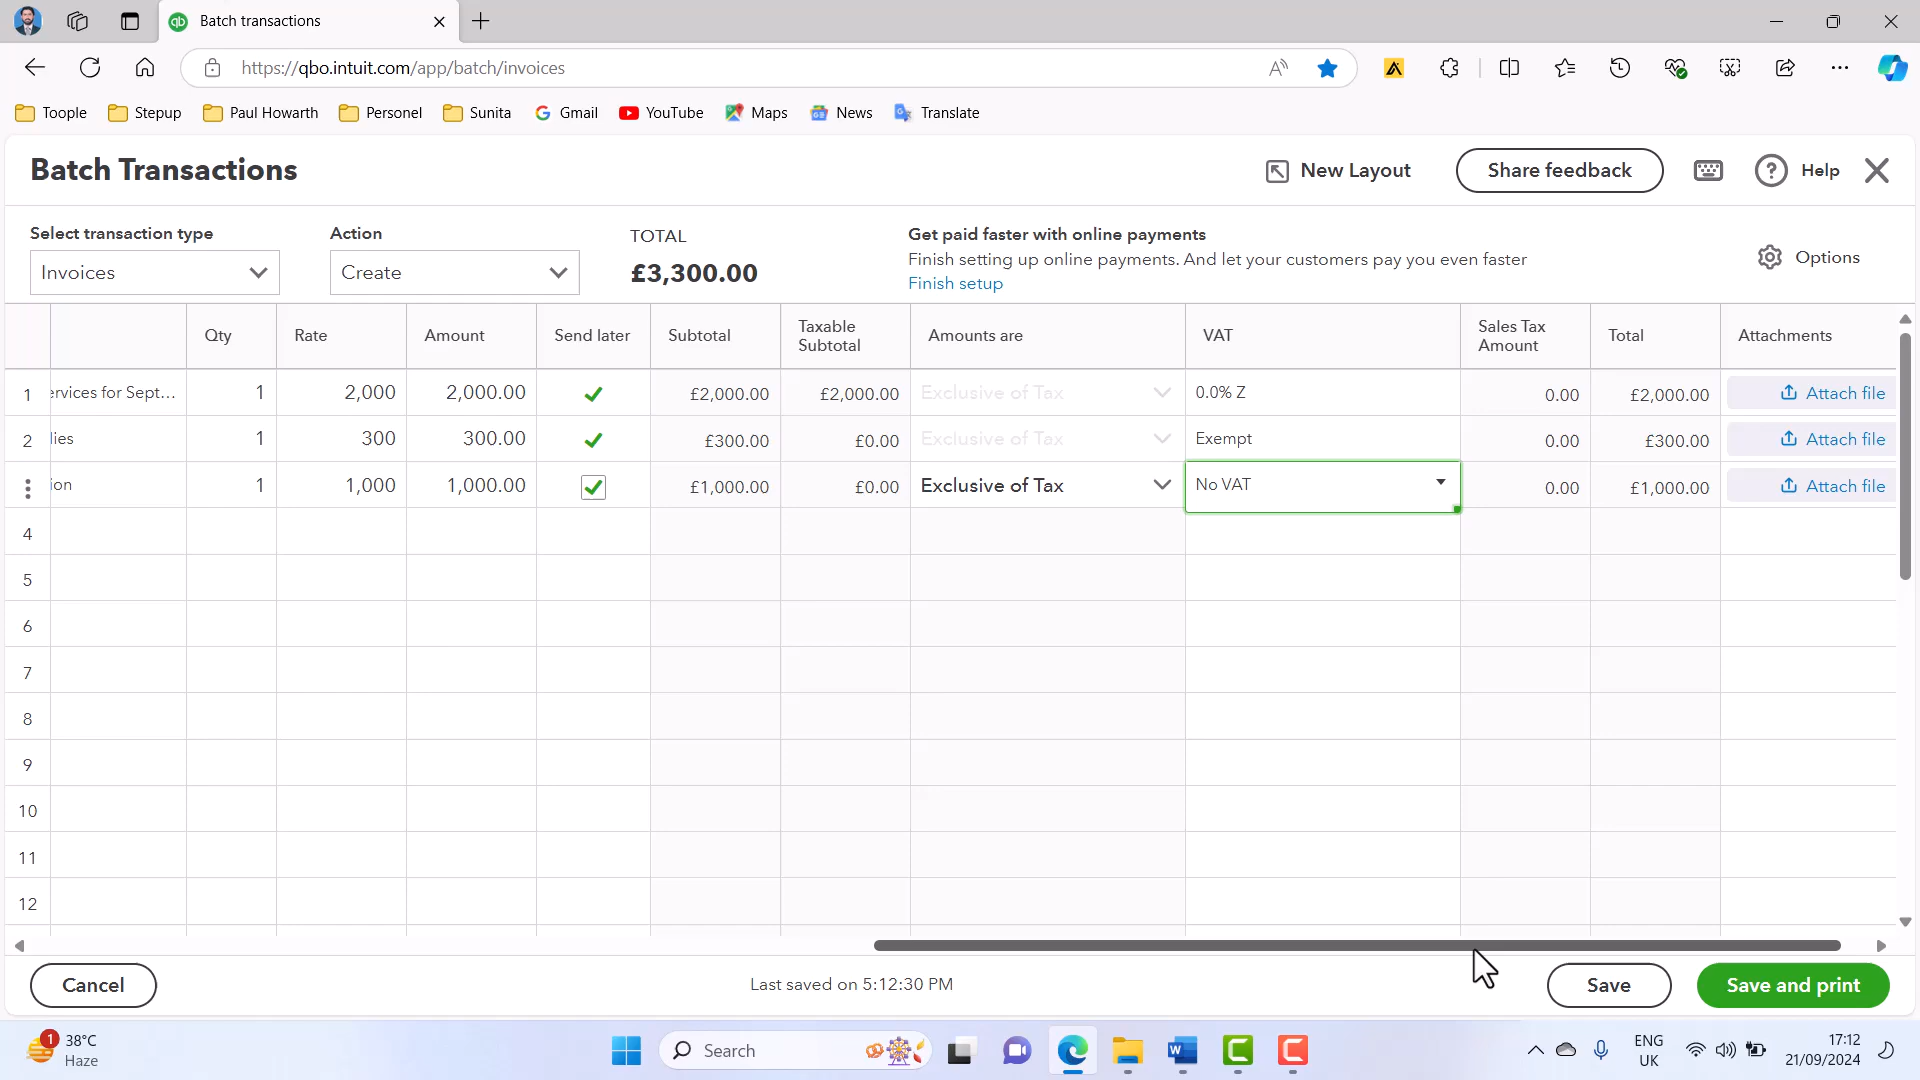 Batch transactions
https://qbo.intuit.com/app/batch/invoices
Toople
Stepup
Paul Howarth
Personel
Sunita
Gmail
YouTube
Maps
News
Translate
Batch Transactions
New Layout
Share feedback
Help
Select transaction type
Invoices
Action
Create
TOTAL
£3,300.00
Get paid faster with online payments
Finish setting up online payments. And let your customers pay you even faster
Finish setup
Options
Qty Rate Amount Send later Subtotal Taxable Subtotal Amounts are VAT Sales Tax Amount Total Attachments
1 ervices for Sept... 1 2,000 2,000.00 £2,000.00 £2,000.00 Exclusive of Tax 0.0% Z 0.00 £2,000.00 Attach file
2 lies 1 300 300.00 £300.00 £0.00 Exclusive of Tax Exempt 0.00 £300.00 Attach file
ion 1 1,000 1,000.00 £1,000.00 £0.00 Exclusive of Tax No VAT 0.00 £1,000.00 Attach file
4
5
6
7
8
9
10
11
12
Cancel
Last saved on 5:12:30 PM
Save
Save and print
1
38°C
Haze
Search
ENG
UK
17:12
21/09/2024